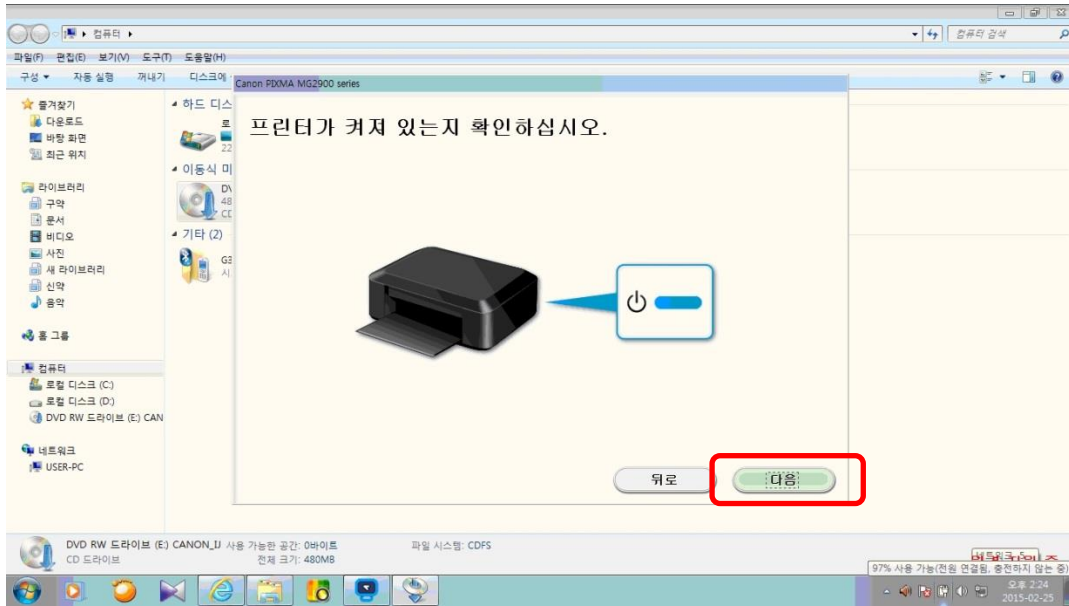 컴퓨터
컴퓨터 검색
파일(F) 편집(E) 보기(V) 도구(T) 도움말(H)
구성 자동 실행 꺼내기 디스크에
Canon PIXMA MG2900 series
즐겨찾기
다운로드
바탕 화면
최근 위치
라이브러리
구약
문서
비디오
사진
새 라이브러리
신약
음악
홈 그룹
컴퓨터
로컬 디스크 (C:)
로컬 디스크 (D:)
DVD RW 드라이브 (E:) CAN
네트워크
USER-PC
하드 디스
로
22
이동식 미
DV
48
CD
기타 (2)
G3
시
프린터가 켜져 있는지 확인하십시오.
뒤로
다음
DVD RW 드라이브 (E:) CANON_IJ 사용 가능한 공간: 0바이트 파일 시스템: CDFS
CD 드라이브 전체 크기: 480MB
97% 사용 가능(전원 연결됨, 충전하지 않는 중)
오후 2:24
2015-02-25